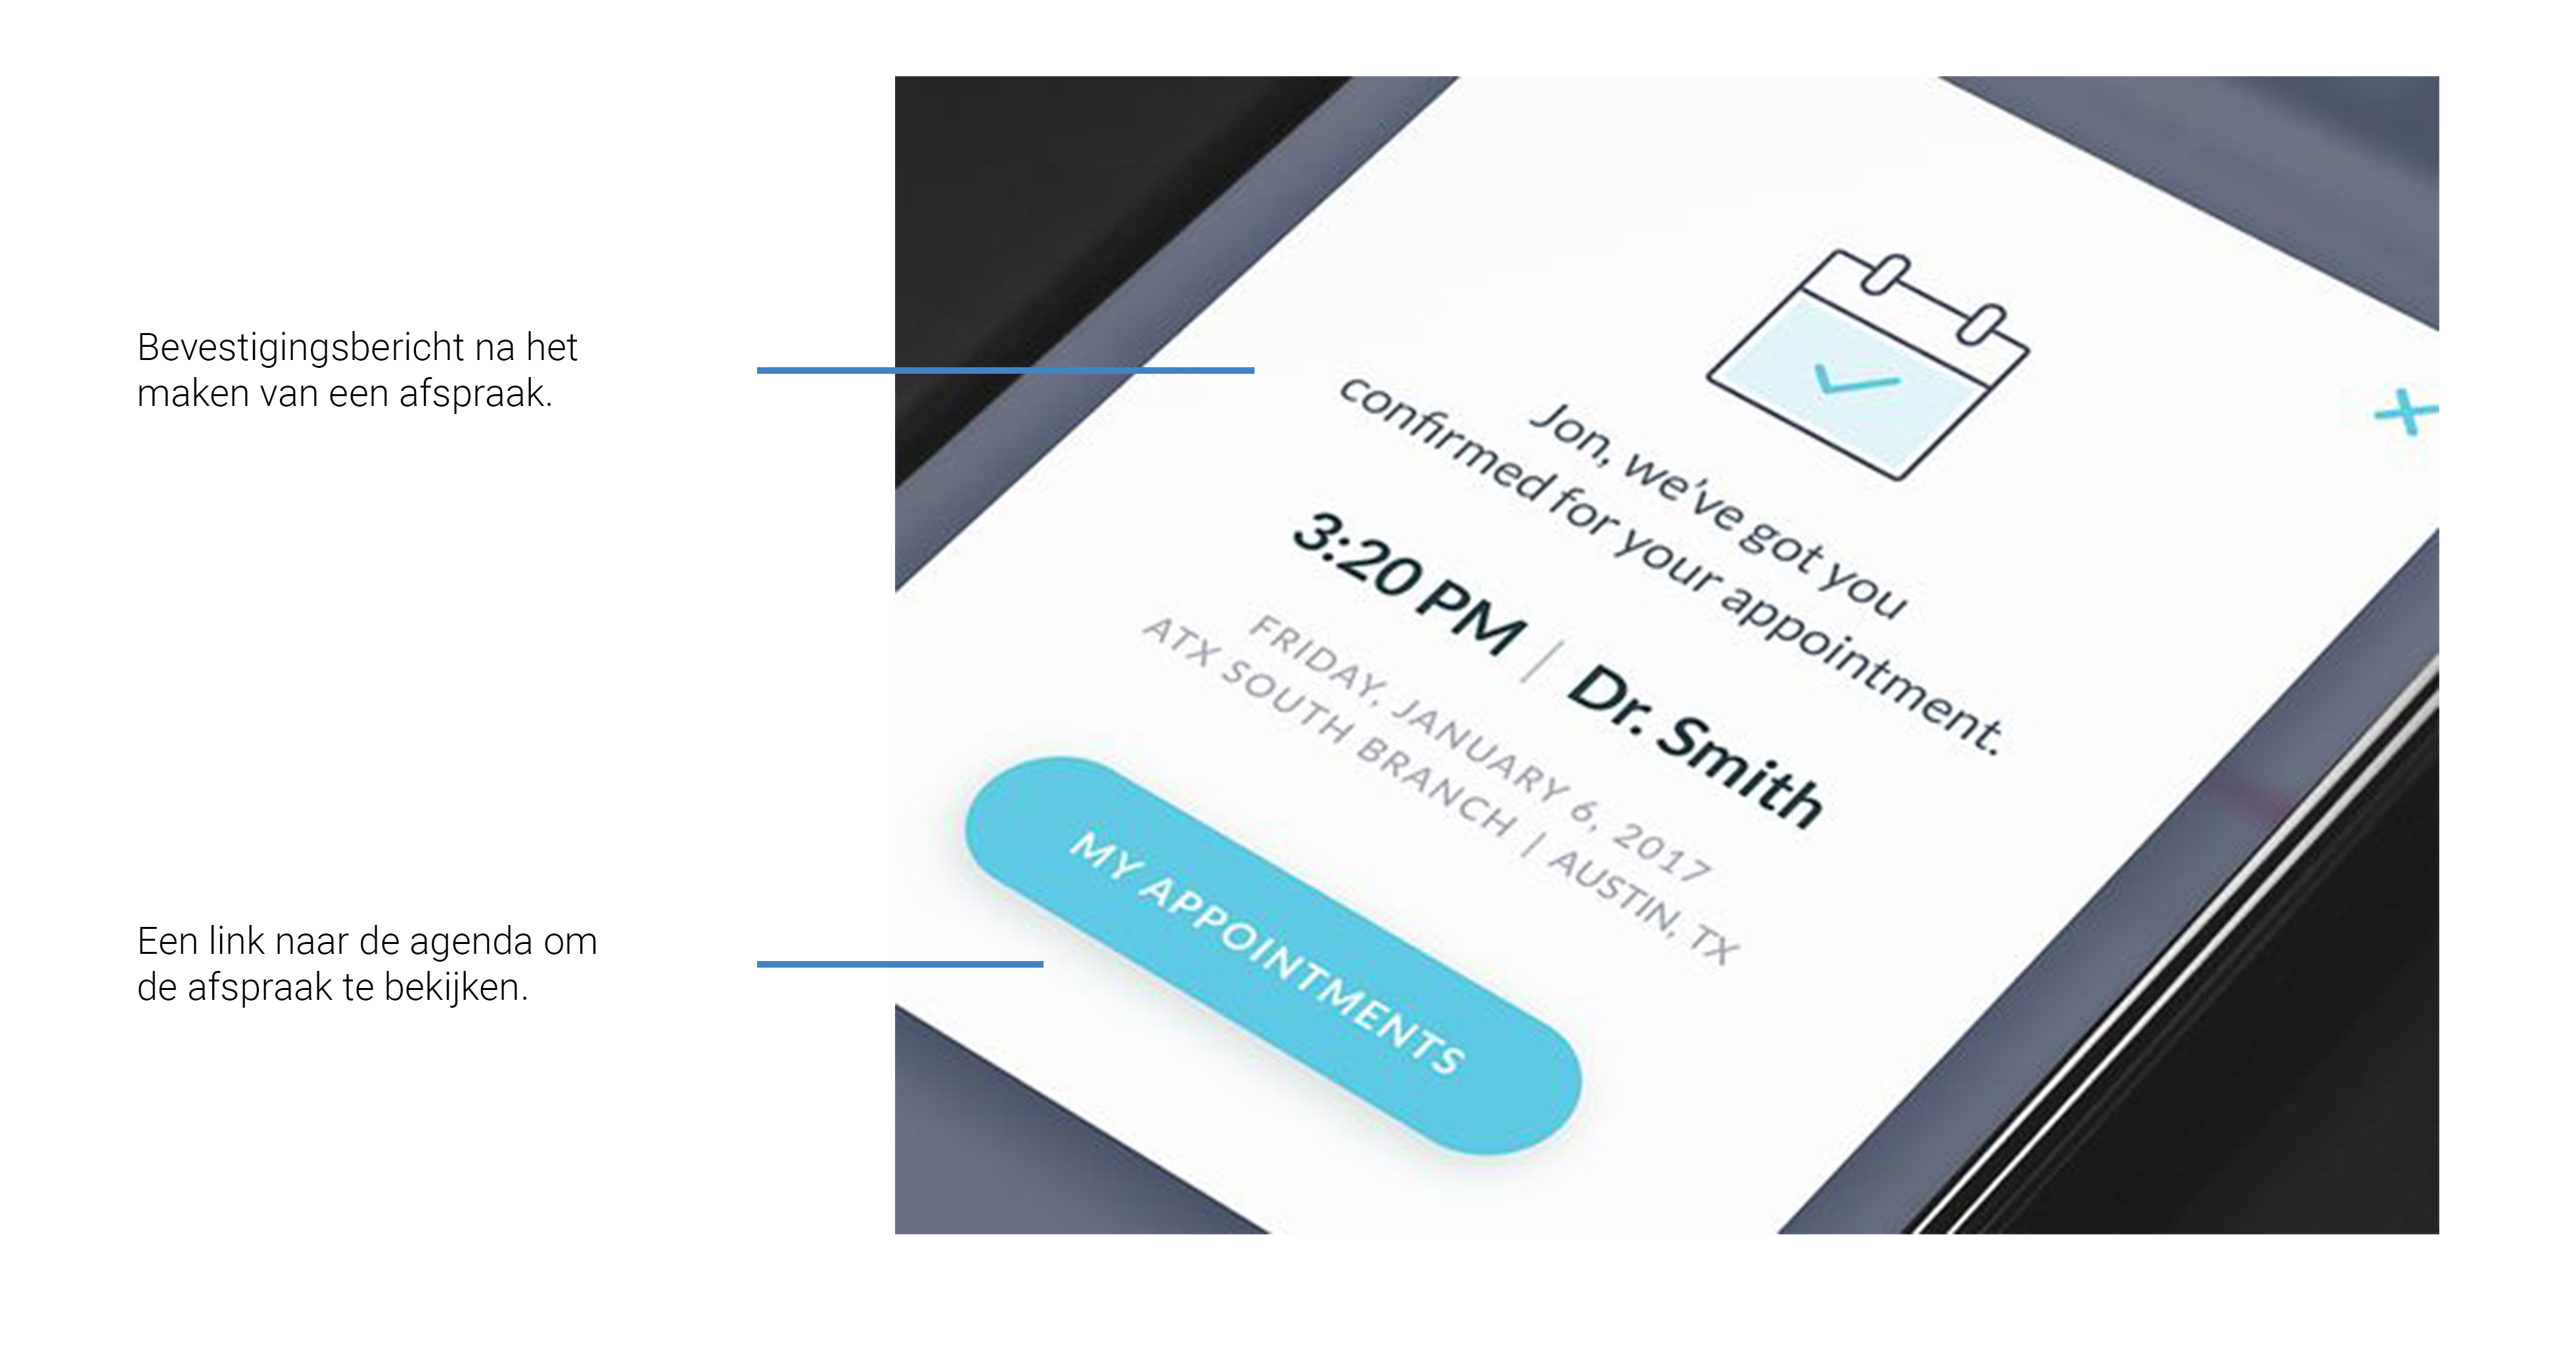 Bevestigingsbericht na het
maken van een afspraak.
Een link naar de agenda om
de afspraak te bekijken.
Jon, we've got you
confirmed for your appointment.
3:20 PM | Dr. Smith
FRIDAY, JANUARY 6, 2017
ATX SOUTH BRANCH | AUSTIN, TX
MY APPOINTMENTS